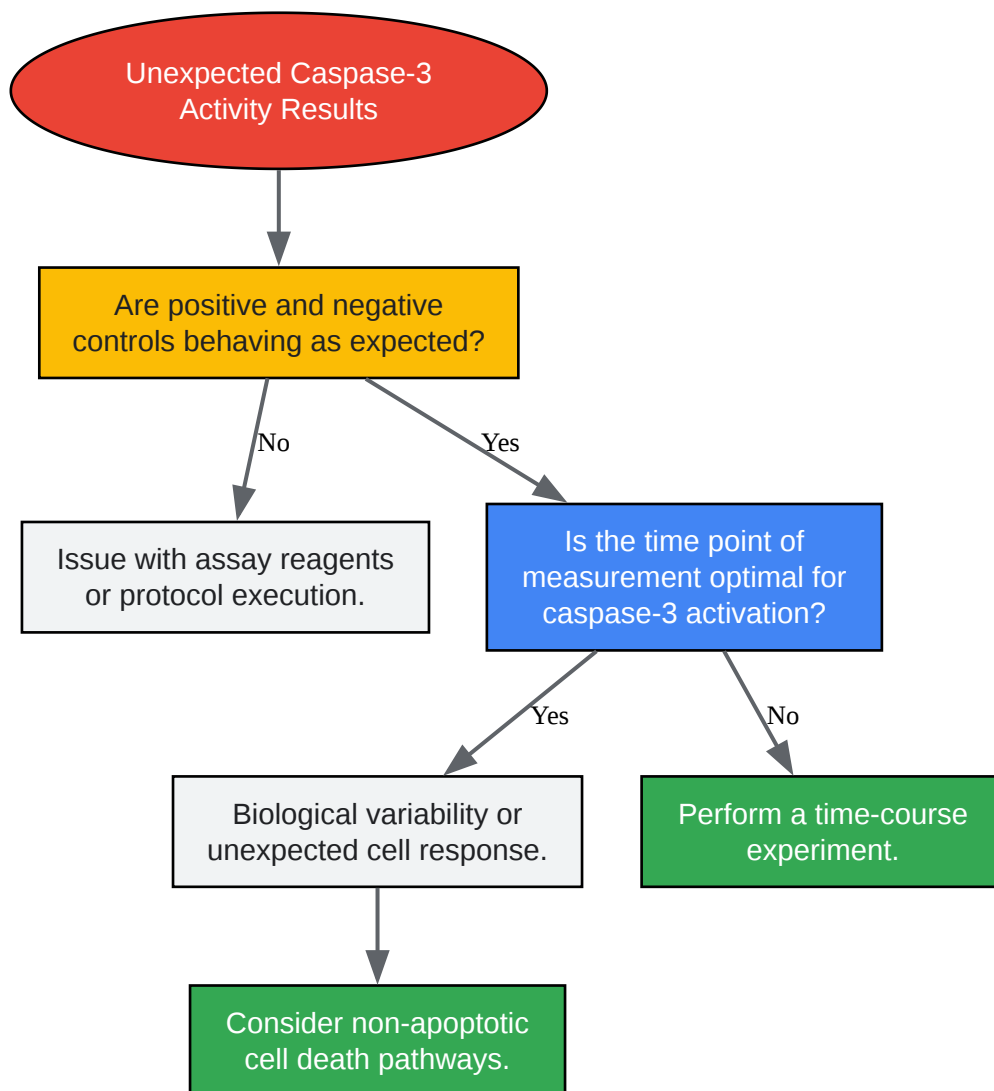 Unexpected Caspase-3
Activity Results
Are positive and negative
controls behaving as expected?
No
Yes
Issue with assay reagents
or protocol execution.
Is the time point of
measurement optimal for
caspase-3 activation?
Yes
No
Biological variability or
unexpected cell response.
Perform a time-course
experiment.
Consider non-apoptotic
cell death pathways.